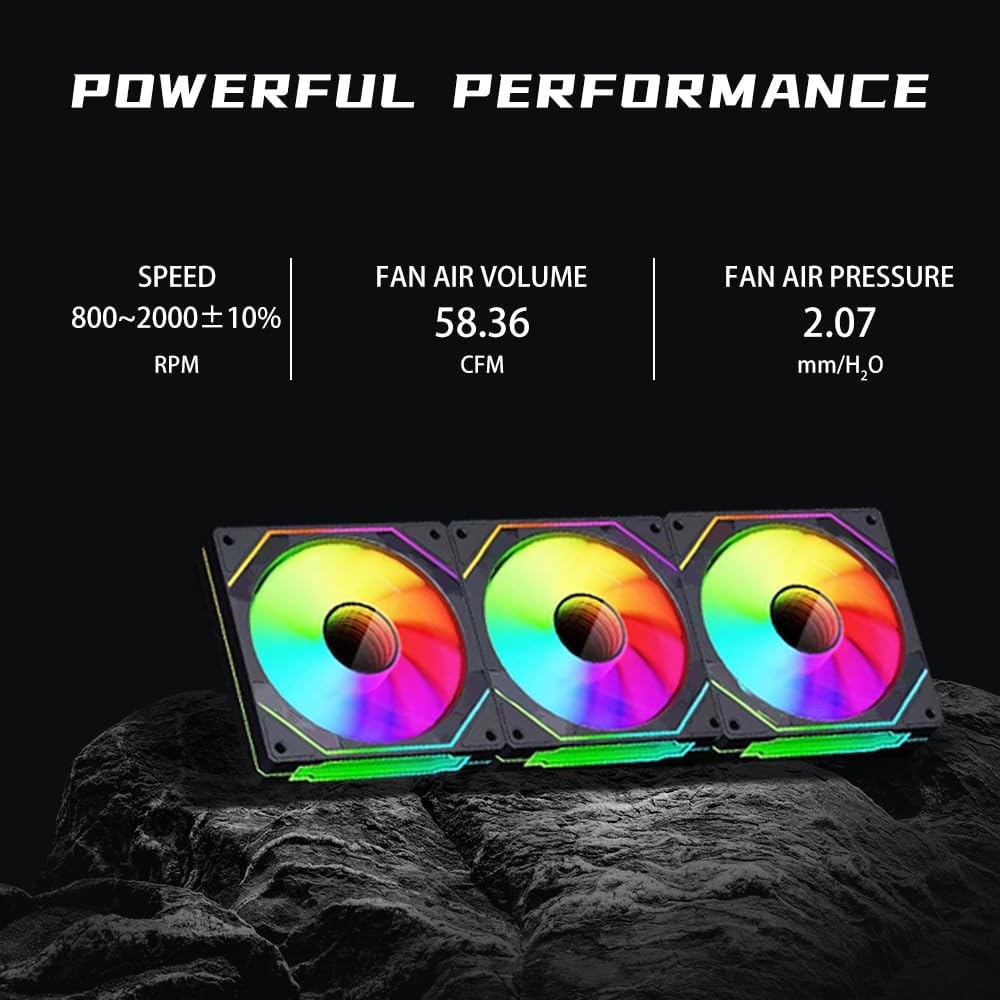 POWERFUL PERFORMANCE
SPEED
800~2000±10%
RPM
FAN AIR VOLUME
58.36
CFM
FAN AIR PRESSURE
2.07
mm/H₂O